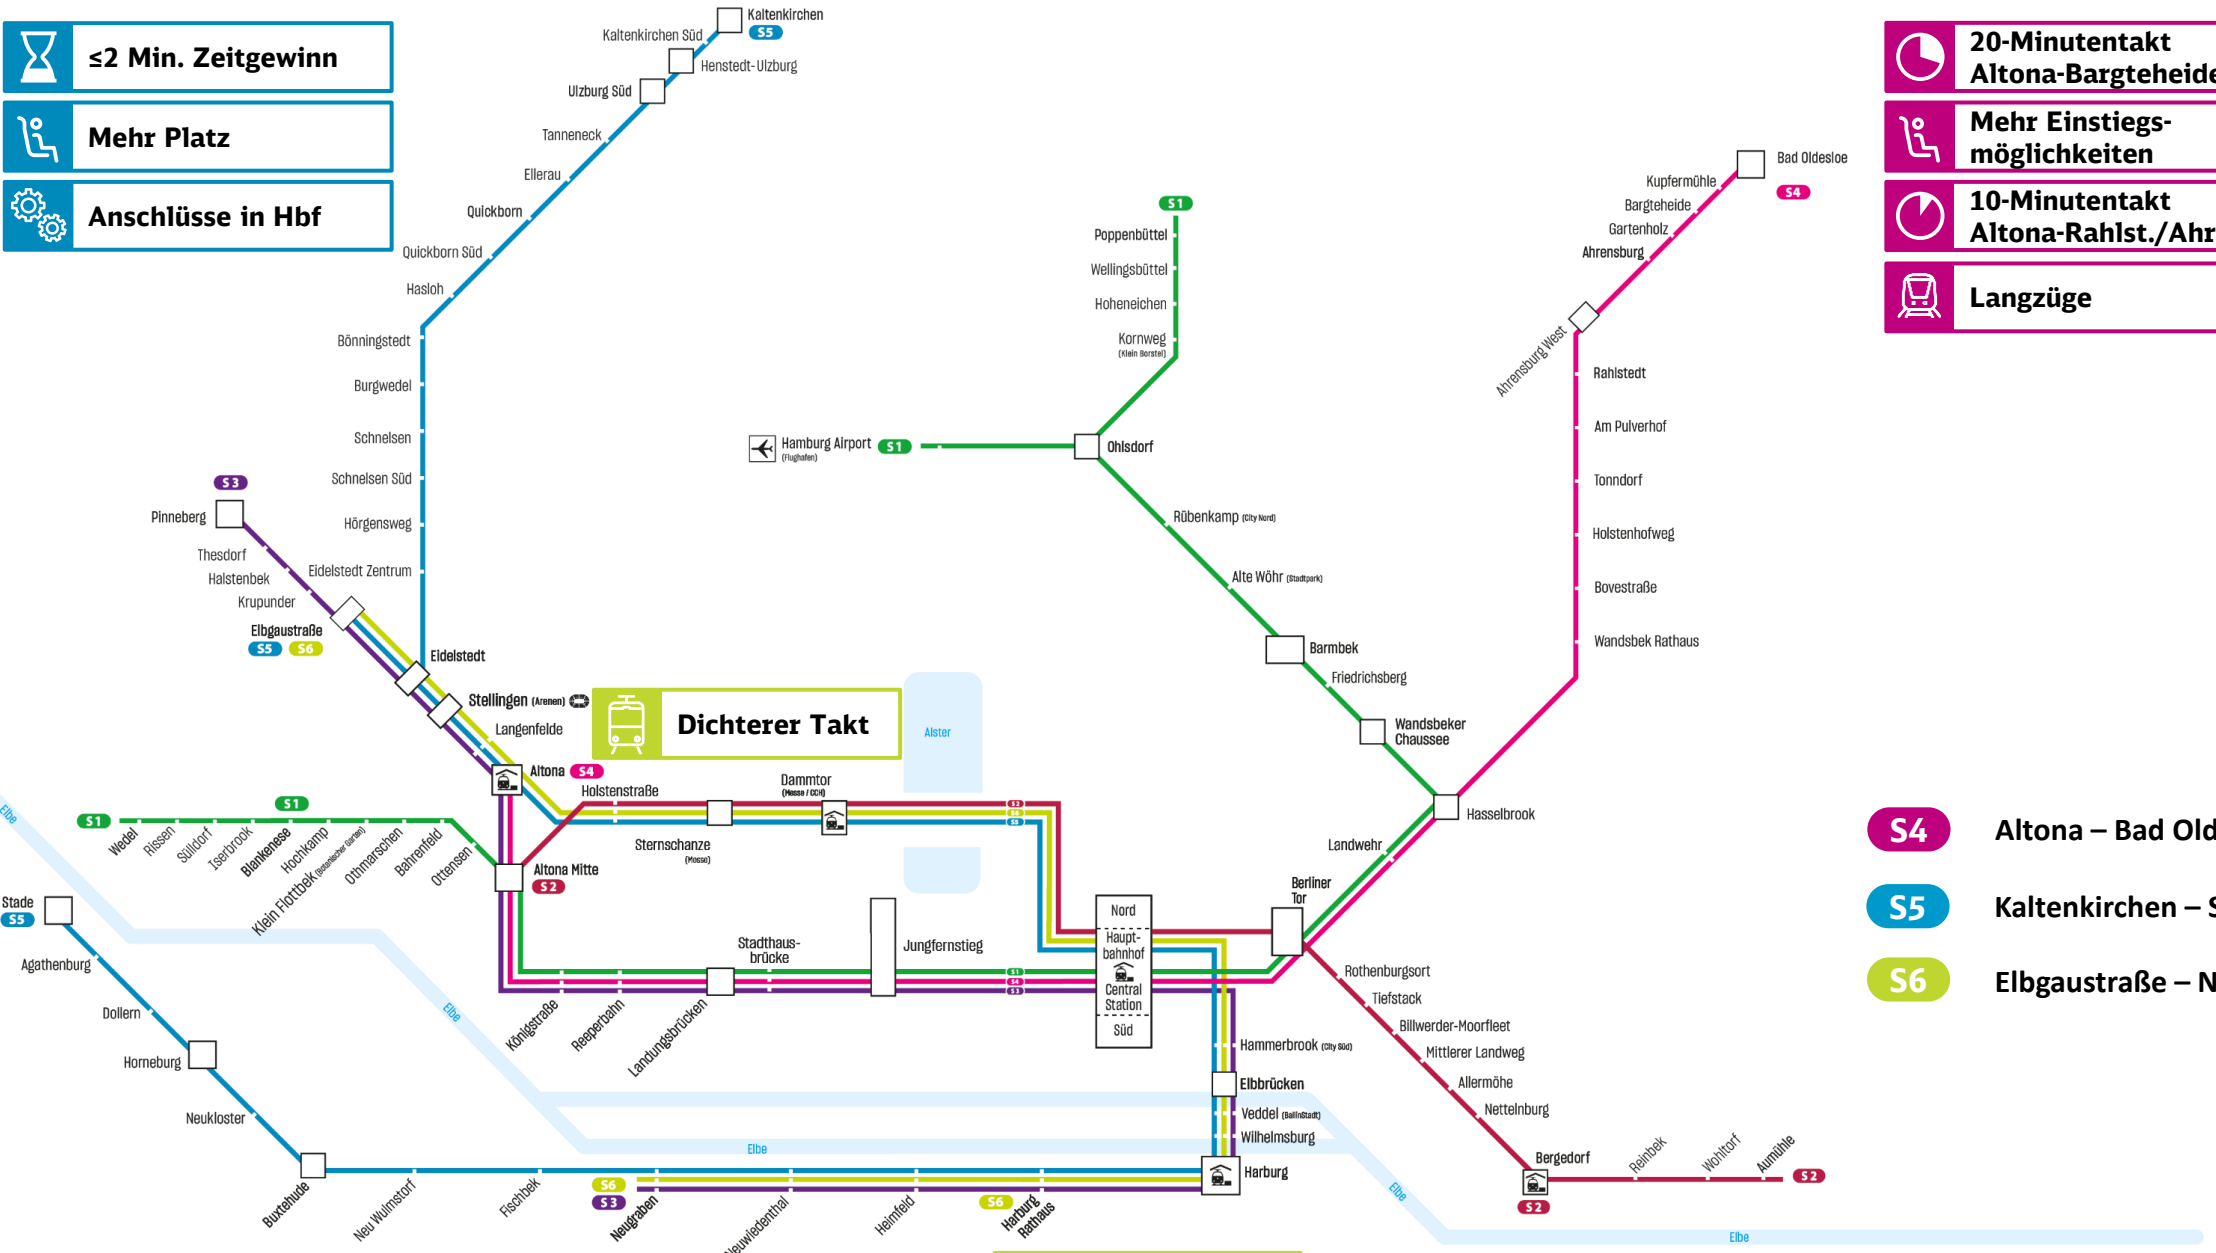 ≤2 Min. Zeitgewinn
Mehr Platz
Anschlüsse in Hbf
Kaltenkirchen
S5
Kaltenkirchen Süd
Henstedt-Ulzburg
Ulzburg Süd
Tanneneck
Ellerau
Quickborn
Quickborn Süd
Hasloh
Bönningstedt
Burgwedel
Schnelsen
Schnelsen Süd
Hörgensweg
Eidelstedt Zentrum
S3
Pinneberg
Thesdorf
Halstenbek
Krupunder
Elbgaustraße
S5 S6
Eidelstedt
Stellingen (Arenen)
Langenfelde
Altona S4
Dichterer Takt
Alster
S1
Poppenbüttel
Wellingsbüttel
Hoheneichen
Kornweg
(Klein Borstel)
Hamburg Airport S1
(Flughafen)
Ohlsdorf
Rübenkamp (City Nord)
Alte Wöhr (Stadtpark)
Barmbek
Friedrichsberg
Wandsbeker
Chaussee
Hasselbrook
Landwehr
Berliner
Tor
20-Minutentakt
Altona-Bargteheide
Mehr Einstiegs-
möglichkeiten
10-Minutentakt
Altona-Rahlst./Ahr
Langzüge
Bad Oldesloe
S4
Kupfermühle
Bargteheide
Gartenholz
Ahrensburg
Ahrensburg West
Rahlstedt
Am Pulverhof
Tonndorf
Holstenhofweg
Bovestraße
Wandsbek Rathaus
S4 Altona – Bad Old
S5 Kaltenkirchen – S
S6 Elbgaustraße – N
Holstenstraße
Sternschanze
(Messe)
Dammtor
(Messe / CCH)
S2
S6
S5
Elbe
S1
S1
Wedel
Rissen
Sülldorf
Iserbrook
Blankenese
Hochkamp
Klein Flottbek (Botanischer Garten)
Othmarschen
Bahrenfeld
Ottensen
Altona Mitte
S2
Königstraße
Reeperbahn
Landungsbrücken
Stadthaus-
brücke
Jungfernstieg
S1
S4
S3
Nord
Haupt-
bahnhof
Central
Station
Süd
Hammerbrook (City Süd)
Elbbrücken
Veddel (BallinStadt)
Wilhelmsburg
Harburg
Rothenburgsort
Tiefstack
Billwerder-Moorfleet
Mittlerer Landweg
Allermöhe
Nettelnburg
Bergedorf
S2
Reinbek
Wohltorf
Aumühle
S2
Stade
S5
Agathenburg
Dollern
Horneburg
Neukloster
Buxtehude
Neu Wulmstorf
Fischbek
S6
S3
Neugraben
Neuwiedenthal
Heimfeld
S6
Harburg
Rathaus
Elbe
Elbe
Elbe
Elbe